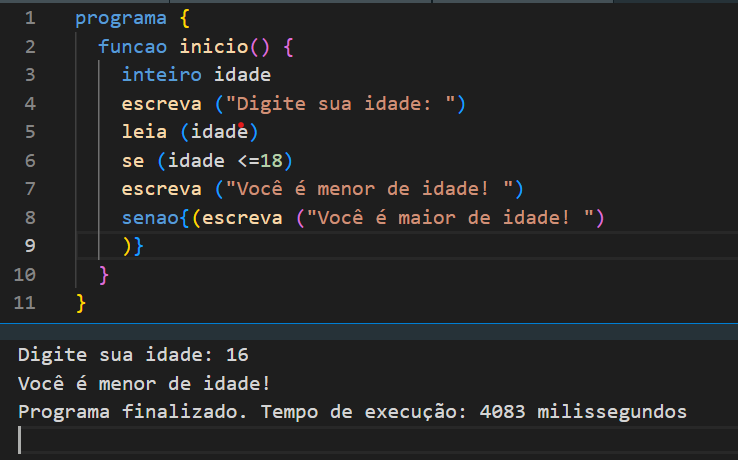 1 programa {
2 funcao inicio() {
3 inteiro idade
4 escreva ("Digite sua idade: ")
5 leia (idade)
6 se (idade <=18)
7 escreva ("Você é menor de idade! ")
8 senao{(escreva ("Você é maior de idade! ")
9 )}
10 }
11 }
Digite sua idade: 16
Você é menor de idade!
Programa finalizado. Tempo de execução: 4083 milissegundos